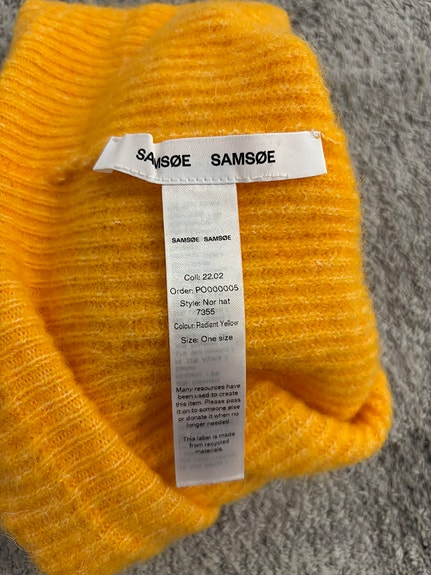 SAMSØE SAMSØE
SAMSØE SAMSØE
Coll: 22.02
Order: PO000005
Style: Nor hat
7355
Colour: Radiant Yellow
Size: One size
Many resources have
been used to create
this item. Please pass
it on to someone else
or donate it when no
longer needed.
This label is made
from recycled
materials.